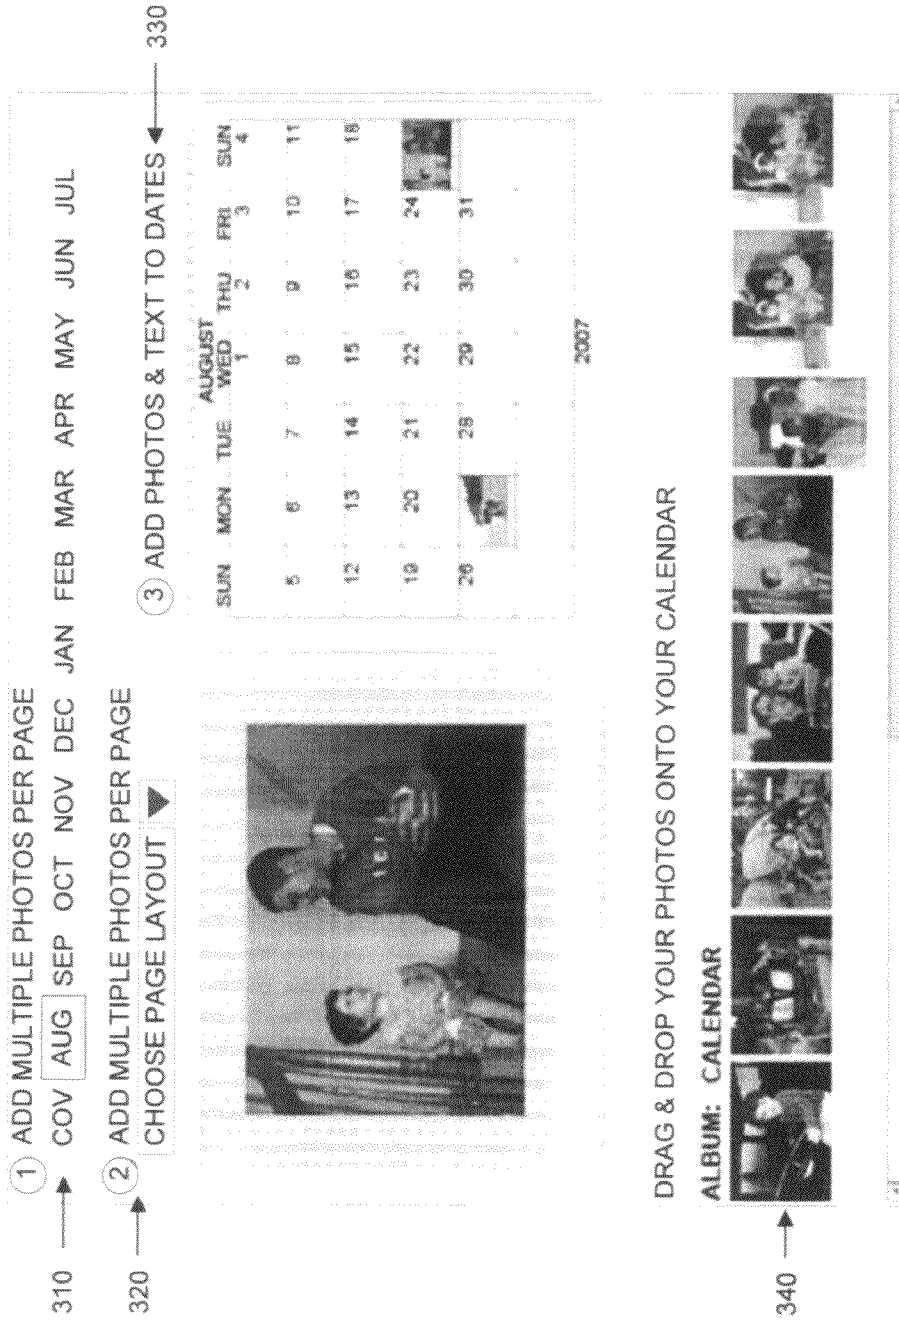 ① ADD MULTIPLE PHOTOS PER PAGE
310 → COV AUG SEP OCT NOV DEC JAN FEB MAR APR MAY JUN JUL
② ADD MULTIPLE PHOTOS PER PAGE
320 → CHOOSE PAGE LAYOUT ▼
③ ADD PHOTOS & TEXT TO DATES ← 330
AUGUST
SUN MON TUE WED THU FRI SUN
1 2 3 4
5 6 7 8 9 10 11
12 13 14 15 16 17 18
19 20 21 22 23 24
26 28 29 30 31
2007
DRAG & DROP YOUR PHOTOS ONTO YOUR CALENDAR
ALBUM: CALENDAR
340 →